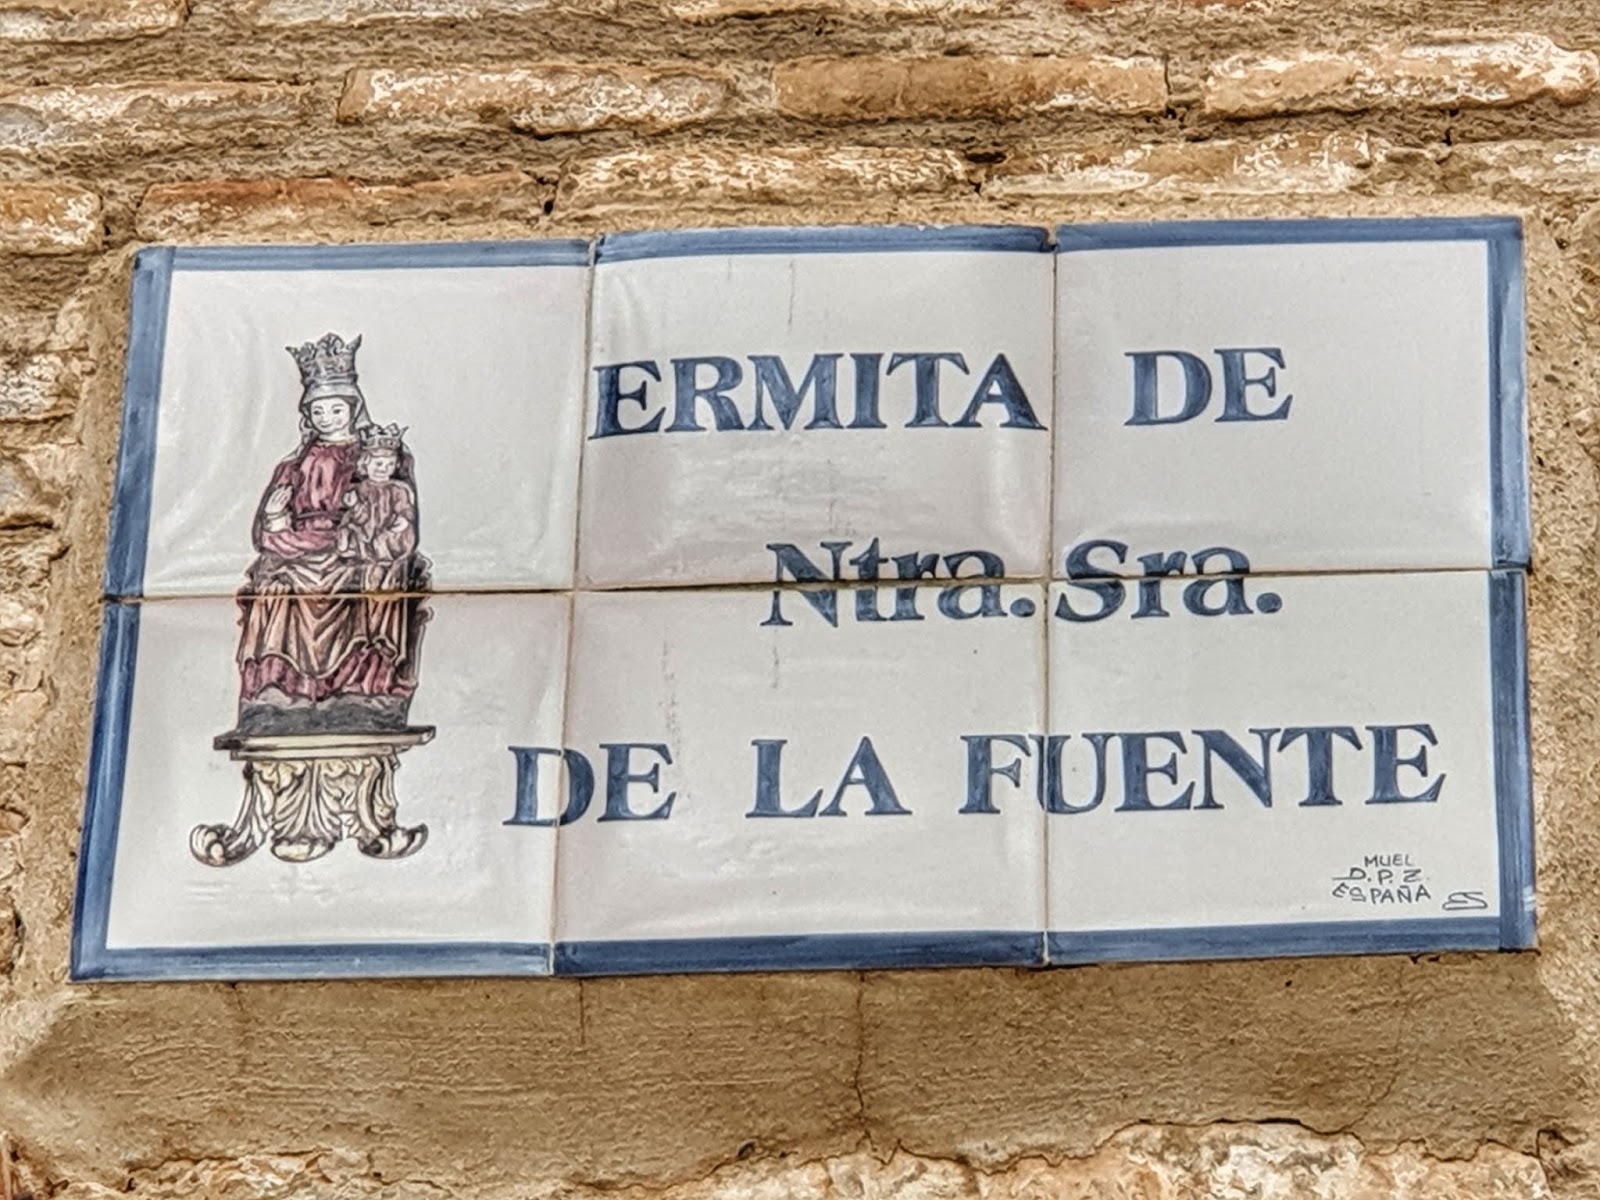 ERMITA DE
Ntra. Sra.
DE LA FUENTE
MUEL
D.P.Z.
ESPAÑA